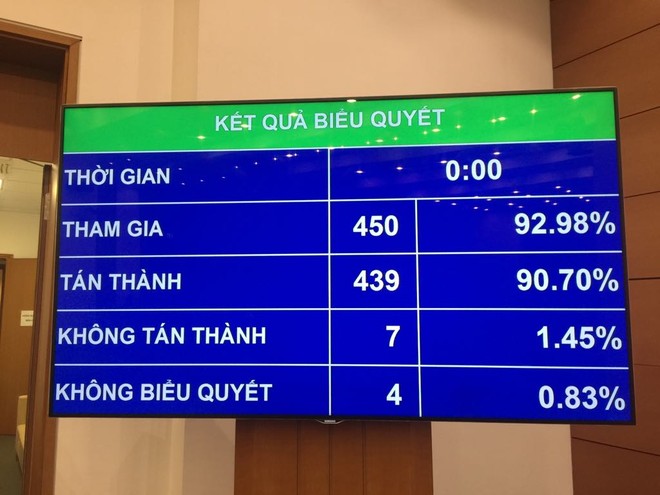 KẾT QUẢ BIỂU QUYẾT
THỜI GIAN 0:00
THAM GIA 450 92.98%
TÁN THÀNH 439 90.70%
KHÔNG TÁN THÀNH 7 1.45%
KHÔNG BIỂU QUYẾT 4 0.83%